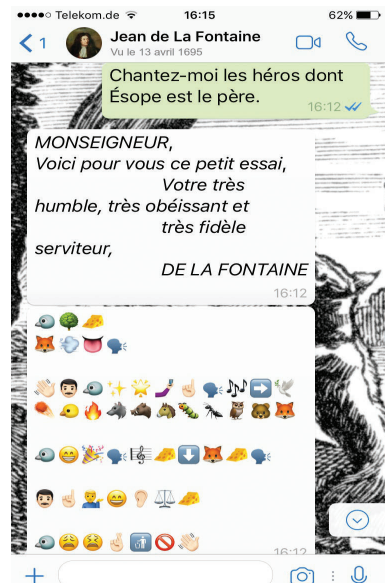 Telekom.de 16:15 62%
1 Jean de La Fontaine
Vu le 13 avril 1695
Chantez-moi les héros dont
Ésope est le père.
16:12
MONSEIGNEUR,
Voici pour vous ce petit essai,
Votre très
humble, très obéissant et
très fidèle
serviteur,
DE LA FONTAINE
16:12
16:12